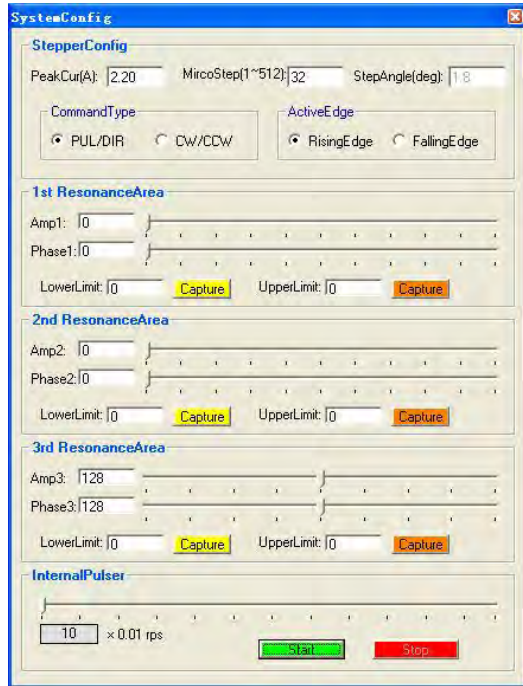 SystemConfig
StepperConfig
PeakCur(A): 2.20 MircoStep(1~512): 32 StepAngle(deg): 1.8
CommandType ActiveEdge
PUL/DIR CW/CCW RisingEdge FallingEdge
1st ResonanceArea
Amp1: 0
Phase1: 0
LowerLimit: 0 Capture UpperLimit: 0 Capture
2nd ResonanceArea
Amp2: 0
Phase2: 0
LowerLimit: 0 Capture UpperLimit: 0 Capture
3rd ResonanceArea
Amp3: 128
Phase3: 128
LowerLimit: 0 Capture UpperLimit: 0 Capture
InternalPulser
10 × 0.01 rps
Start Stop